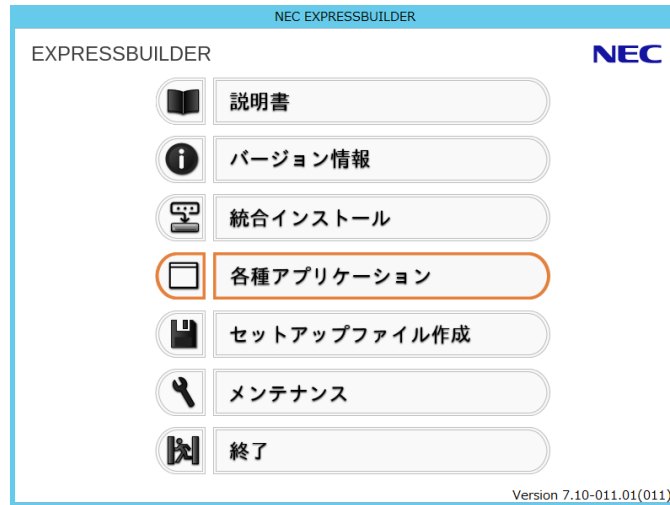 NEC EXPRESSBUILDER
EXPRESSBUILDER
NEC
説明書
バージョン情報
統合インストール
各種アプリケーション
セットアップファイル作成
メンテナンス
終了
Version 7.10-011.01(011)